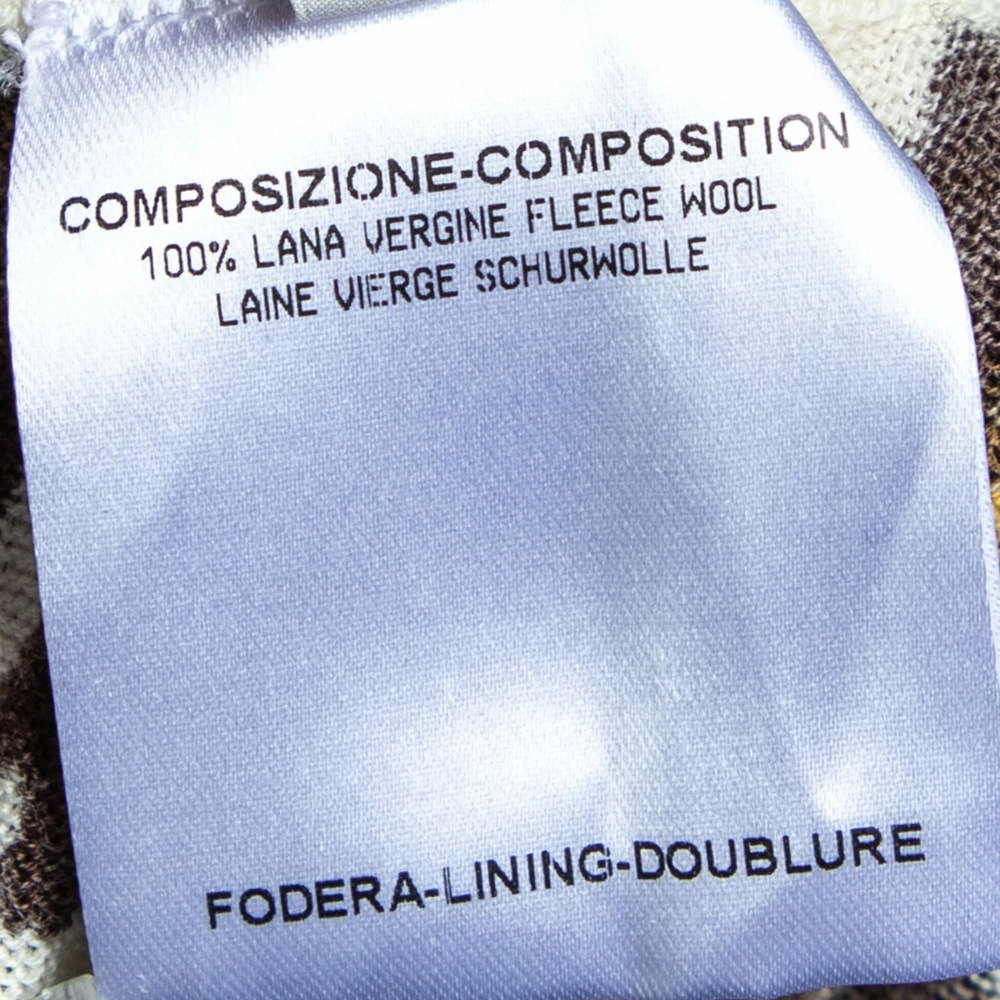 COMPOSIZIONE-COMPOSITION
100% LANA VERGINE FLEECE WOOL
LAINE VIERGE SCHURWOLLE
FODERA-LINING-DOUBLURE